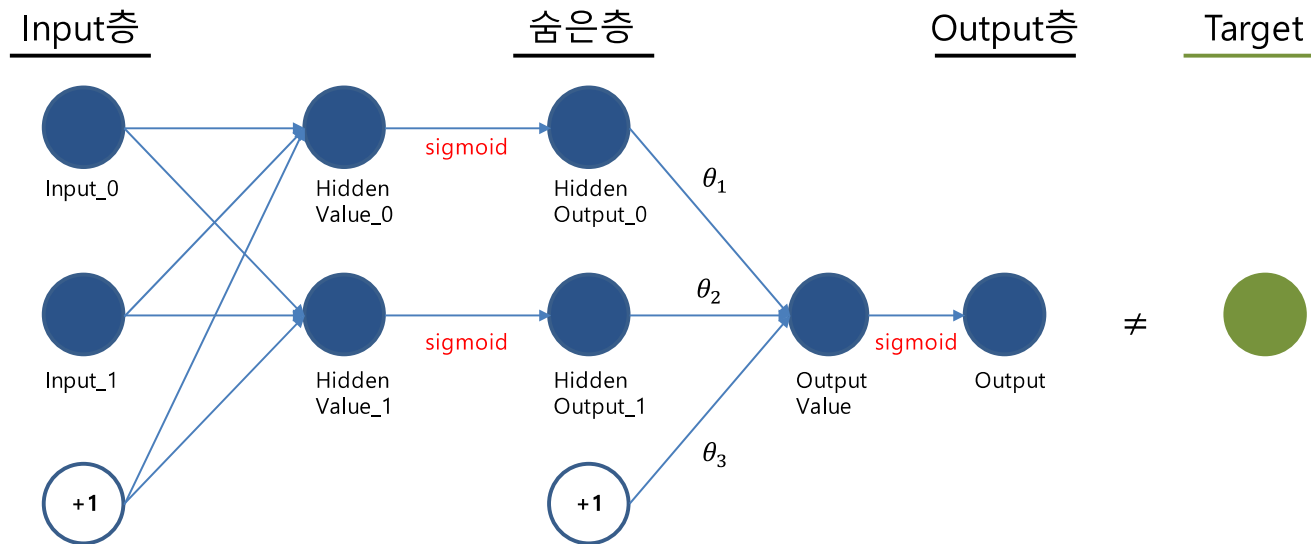 Input층
숨은층
Output층
Target
sigmoid
Input_0
Hidden
Value_0
Hidden
Output_0
θ₁
θ₂
sigmoid
sigmoid
≠
Input_1
Hidden
Value_1
Hidden
Output_1
Output
Value
Output
θ₃
+1
+1